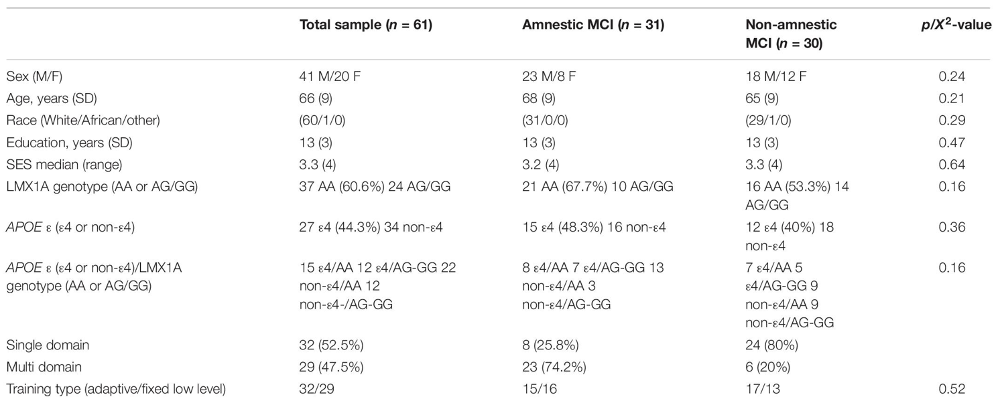 Total sample (n = 61) Amnestic MCI (n = 31) Non-amnestic p/X²-value
MCI (n = 30)
Sex (M/F) 41 M/20 F 23 M/8 F 18 M/12 F 0.24
Age, years (SD) 66 (9) 68 (9) 65 (9) 0.21
Race (White/African/other) (60/1/0) (31/0/0) (29/1/0) 0.29
Education, years (SD) 13 (3) 13 (3) 13 (3) 0.47
SES median (range) 3.3 (4) 3.2 (4) 3.3 (4) 0.64
LMX1A genotype (AA or AG/GG) 37 AA (60.6%) 24 AG/GG 21 AA (67.7%) 10 AG/GG 16 AA (53.3%) 14 0.16
AG/GG
APOE ε (ε4 or non-ε4) 27 ε4 (44.3%) 34 non-ε4 15 ε4 (48.3%) 16 non-ε4 12 ε4 (40%) 18 0.36
non-ε4
APOE ε (ε4 or non-ε4)/LMX1A 15 ε4/AA 12 ε4/AG-GG 22 8 ε4/AA 7 ε4/AG-GG 13 7 ε4/AA 5 0.16
genotype (AA or AG/GG) non-ε4/AA 12 non-ε4/AA 3 ε4/AG-GG 9
non-ε4-/AG-GG non-ε4/AG-GG non-ε4/AA 9
non-ε4/AG-GG
Single domain 32 (52.5%) 8 (25.8%) 24 (80%)
Multi domain 29 (47.5%) 23 (74.2%) 6 (20%)
Training type (adaptive/fixed low level) 32/29 15/16 17/13 0.52